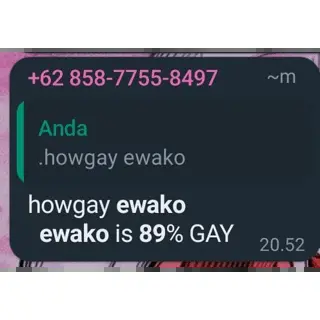 +62 858-7755-8497 ~m
Anda
.howgay ewako
howgay ewako
ewako is 89% GAY
20.52